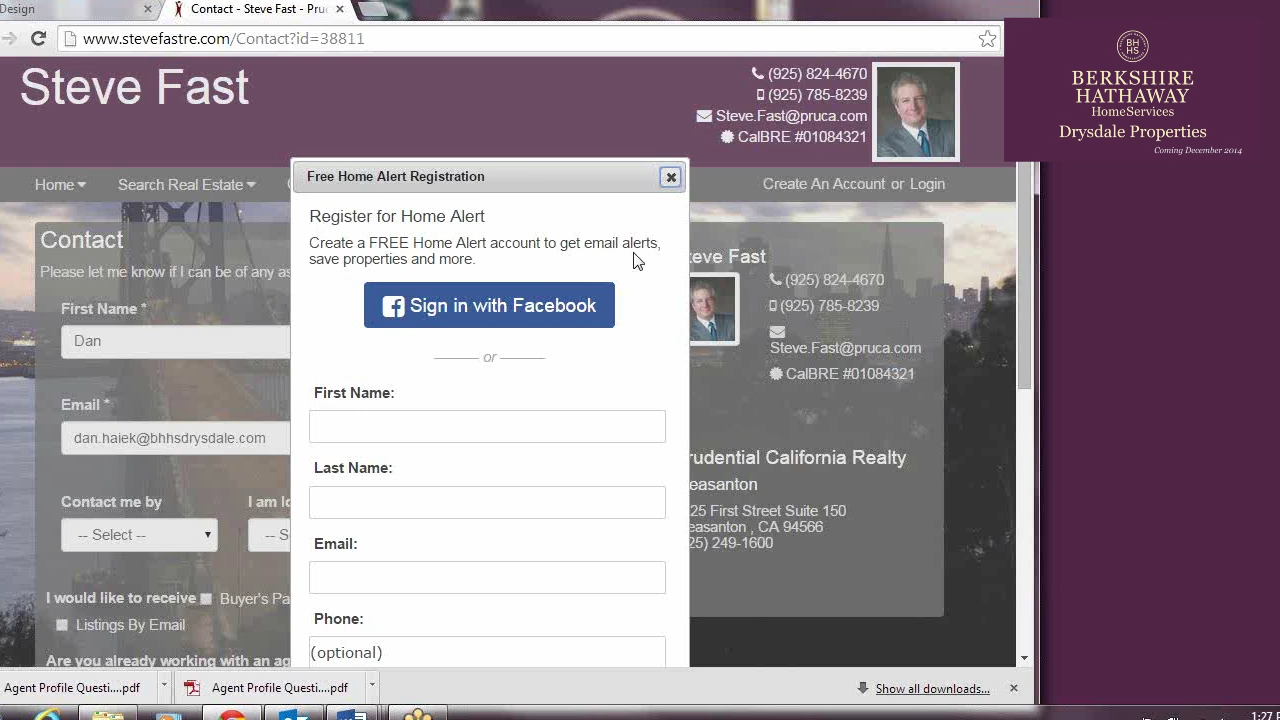 Design
Contact - Steve Fast - Pruc
www.stevefastre.com/Contact?id=38811
Steve Fast
(925) 824-4670
(925) 785-8239
Steve.Fast@pruca.com
CalBRE #01084321
BH
HS
BERKSHIRE
HATHAWAY
HomeServices
Drysdale Properties
Coming December 2014
Home
Search Real Estate
Create An Account or Login
Free Home Alert Registration
Register for Home Alert
Create a FREE Home Alert account to get email alerts,
save properties and more.
Sign in with Facebook
or
First Name:
Last Name:
Email:
Phone:
(optional)
Contact
Please let me know if I can be of any as
First Name *
Dan
Email *
dan.haiek@bhhsdrysdale.com
Contact me by
I am lo
-- Select --
-- S
I would like to receive
Buyer's Pa
Listings By Email
Are you already working with an ag
teve Fast
(925) 824-4670
(925) 785-8239
Steve.Fast@pruca.com
CalBRE #01084321
rudential California Realty
easanton
25 First Street Suite 150
easanton , CA 94566
25) 249-1600
Agent Profile Questi....pdf
Agent Profile Questi....pdf
Show all downloads...